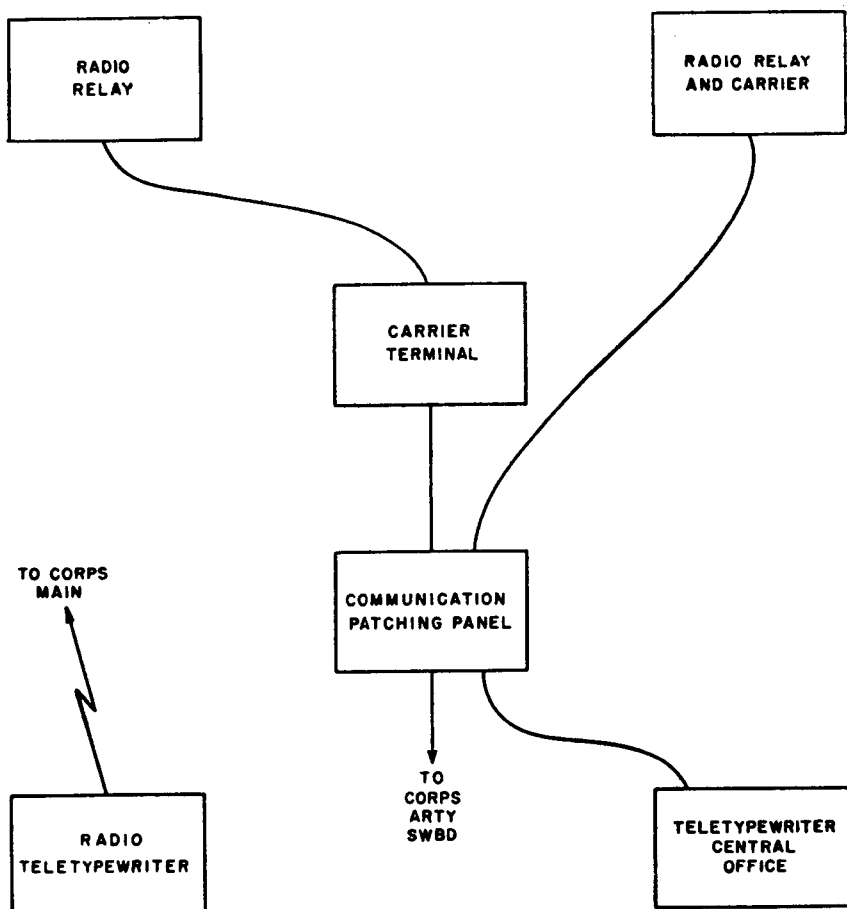 RADIO
RELAY
RADIO RELAY
AND CARRIER
CARRIER
TERMINAL
TO CORPS
MAIN
COMMUNICATION
PATCHING PANEL
TO
CORPS
ARTY
SWBD
RADIO
TELETYPEWRITER
TELETYPEWRITER
CENTRAL
OFFICE